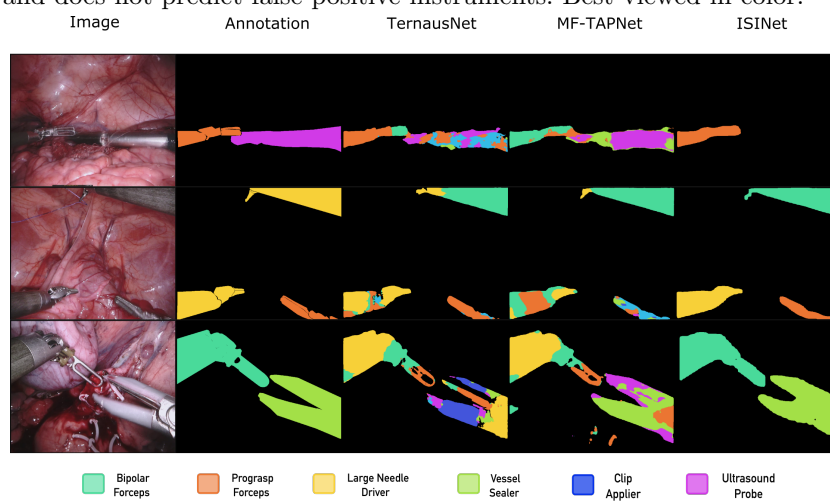 and does not predict false positive instruments. Best viewed in color.
Image Annotation TernausNet MF-TAPNet ISINet
Bipolar Forceps
Prograsp Forceps
Large Needle Driver
Vessel Sealer
Clip Applier
Ultrasound Probe